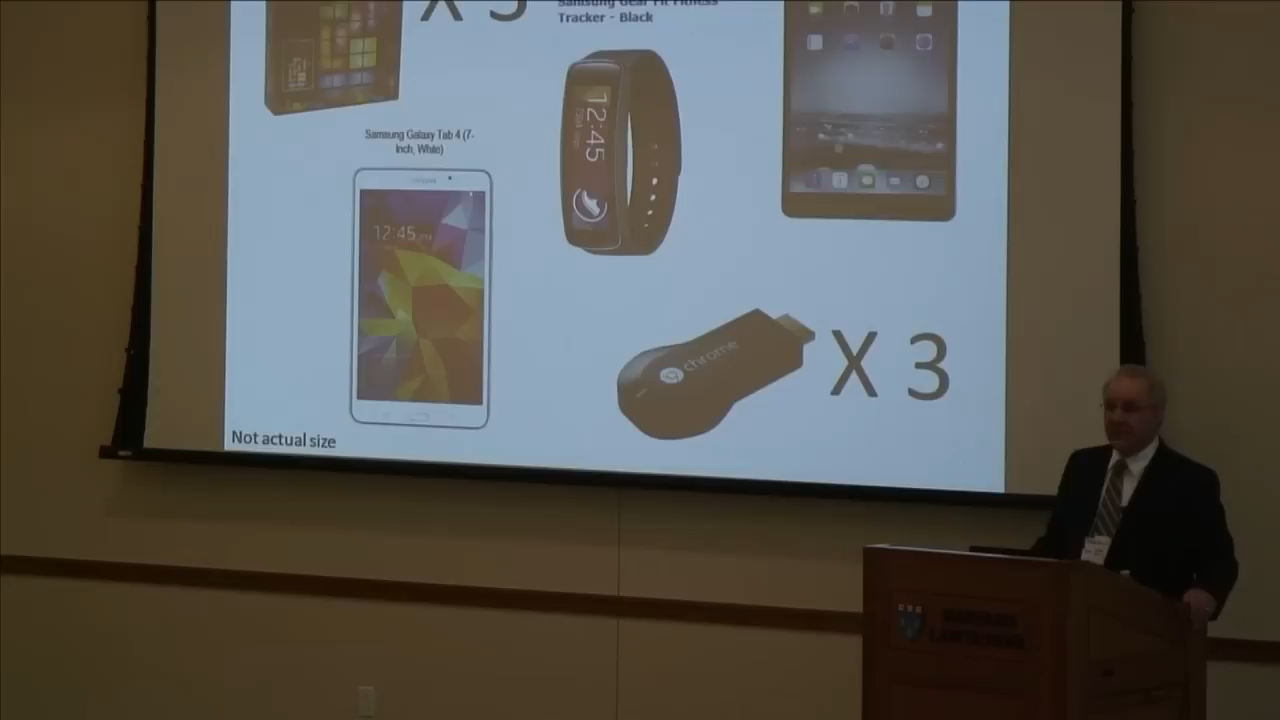 X 3
Samsung Gear Fit Fitness
Tracker - Black
12:45
Samsung Galaxy Tab 4 (7-
Inch, White)
12:45 PM
chrome
X 3
Not actual size